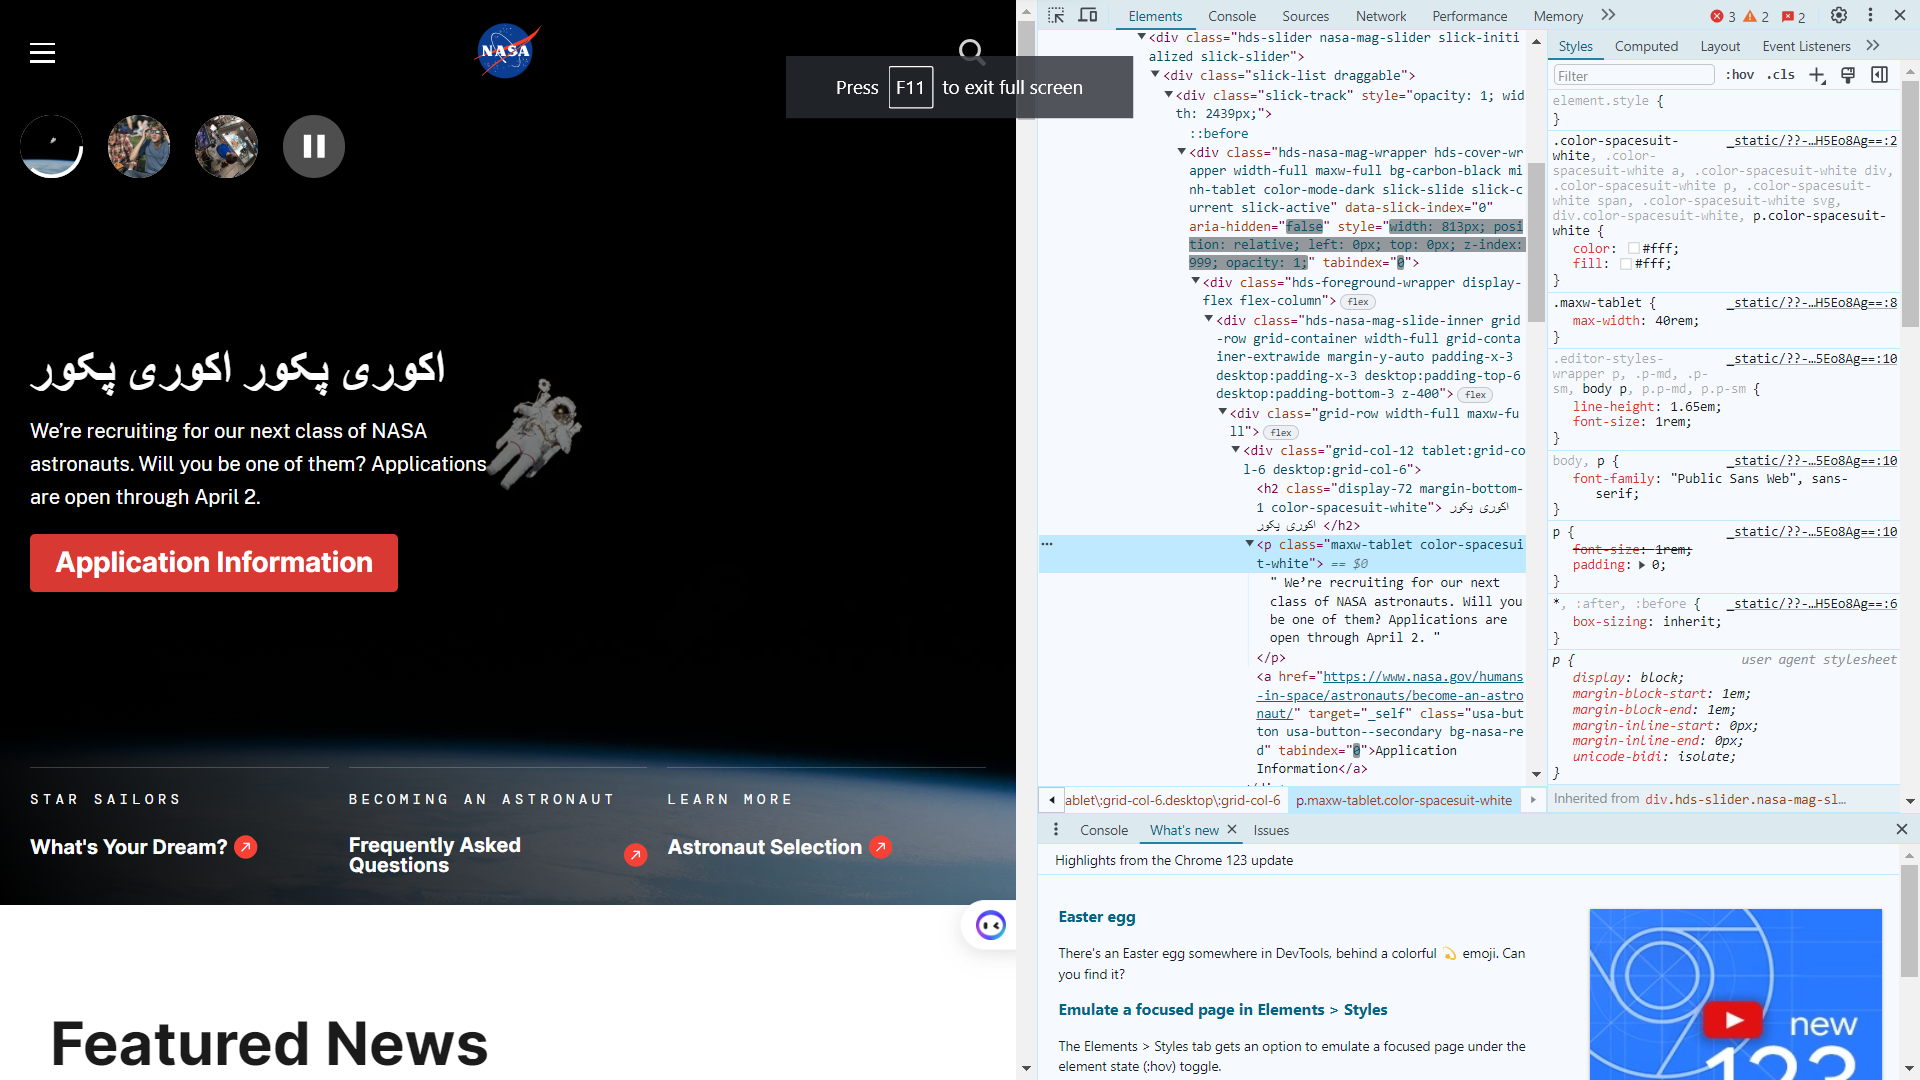 NASA
Press F11 to exit full screen
اکوری پکور اکوری پکور
We’re recruiting for our next class of NASA
astronauts. Will you be one of them? Applications
are open through April 2.
Application Information
STAR SAILORS
What's Your Dream?
BECOMING AN ASTRONAUT
Frequently Asked
Questions
LEARN MORE
Astronaut Selection
Featured News
Elements Console Sources Network Performance Memory 3 2 2
<div class="hds-slider nasa-mag-slider slick-initi
alized slick-slider">
<div class="slick-list draggable">
<div class="slick-track" style="opacity: 1; wid
th: 2439px;">
::before
<div class="hds-nasa-mag-wrapper hds-cover-wr
apper width-full maxw-full bg-carbon-black mi
nh-tablet color-mode-dark slick-slide slick-c
urrent slick-active" data-slick-index="0"
aria-hidden="false" style="width: 813px; posi
tion: relative; left: 0px; top: 0px; z-index:
999; opacity: 1;" tabindex="0">
<div class="hds-foreground-wrapper display-
flex flex-column"> flex
<div class="hds-nasa-mag-slide-inner grid
-row grid-container width-full grid-conta
iner-extrawide margin-y-auto padding-x-3
desktop:padding-x-3 desktop:padding-top-6
desktop:padding-bottom-3 z-400"> flex
<div class="grid-row width-full maxw-fu
ll"> flex
<div class="grid-col-12 tablet:grid-co
l-6 desktop:grid-col-6">
<h2 class="display-72 margin-bottom-
1 color-spacesuit-white"> اکوری پکور
اکوری پکور </h2>
<p class="maxw-tablet color-spacesui
t-white"> == $0
" We’re recruiting for our next
class of NASA astronauts. Will you
be one of them? Applications are
open through April 2. "
</p>
<a href="https://www.nasa.gov/humans
-in-space/astronauts/become-an-astro
naut/" target="_self" class="usa-but
ton usa-button--secondary bg-nasa-re
d" tabindex="0">Application
Information</a>
ablet\:grid-col-6.desktop\:grid-col-6 p.maxw-tablet.color-spacesuit-white
Styles Computed Layout Event Listeners
Filter :hov .cls
element.style {
}
.color-spacesuit- _static/??-…H5Eo8Ag==:2
white, .color-
spacesuit-white a, .color-spacesuit-white div,
.color-spacesuit-white p, .color-spacesuit-
white span, .color-spacesuit-white svg,
div.color-spacesuit-white, p.color-spacesuit-
white {
color: #fff;
fill: #fff;
}
.maxw-tablet { _static/??-…H5Eo8Ag==:8
max-width: 40rem;
}
.editor-styles- _static/??-…5Eo8Ag==:10
wrapper p, .p-md, .p-
sm, body p, p.p-md, p.p-sm {
line-height: 1.65em;
font-size: 1rem;
}
body, p { _static/??-…5Eo8Ag==:10
font-family: "Public Sans Web", sans-
serif;
}
p { _static/??-…5Eo8Ag==:10
font-size: 1rem;
padding: 0;
}
*, :after, :before { _static/??-…H5Eo8Ag==:6
box-sizing: inherit;
}
p { user agent stylesheet
display: block;
margin-block-start: 1em;
margin-block-end: 1em;
margin-inline-start: 0px;
margin-inline-end: 0px;
unicode-bidi: isolate;
}
Inherited from div.hds-slider.nasa-mag-sl…
Console What's new Issues
Highlights from the Chrome 123 update
Easter egg
There's an Easter egg somewhere in DevTools, behind a colorful 💫 emoji. Can
you find it?
Emulate a focused page in Elements > Styles
The Elements > Styles tab gets an option to emulate a focused page under the
element state (:hov) toggle.
new
123